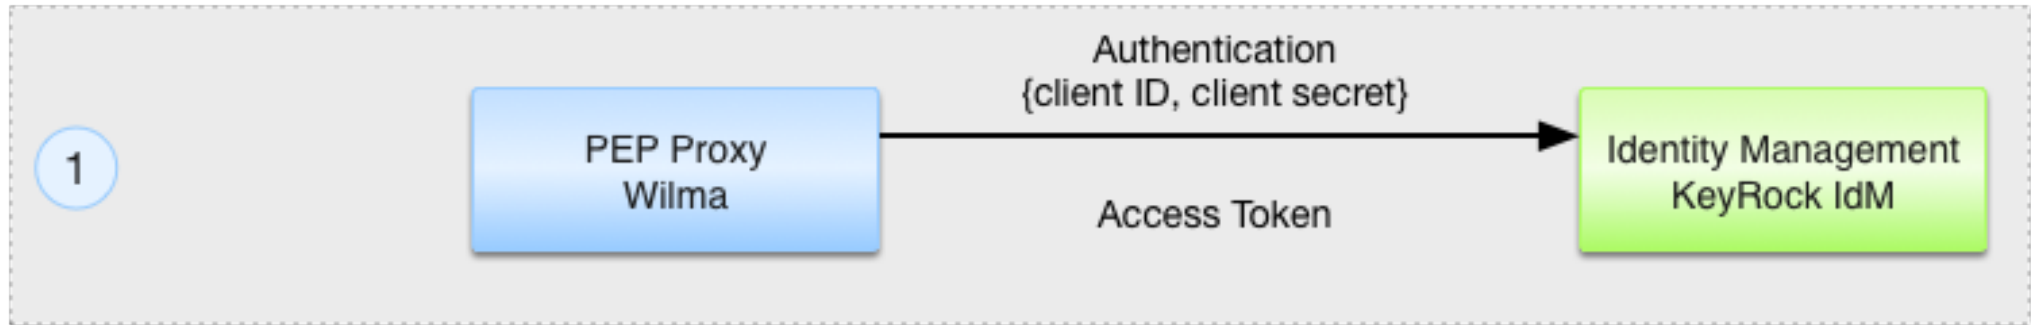 1
PEP Proxy
Wilma
Authentication
{client ID, client secret}
Access Token
Identity Management
KeyRock IdM